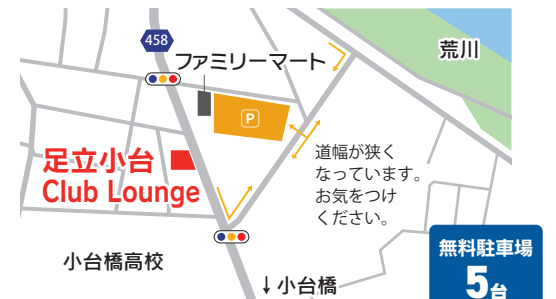 458
ファミリーマート
荒川
P
道幅が狭く
なっています。
お気をつけ
ください。
足立小台
Club Lounge
小台橋高校
↓小台橋
無料駐車場
5台